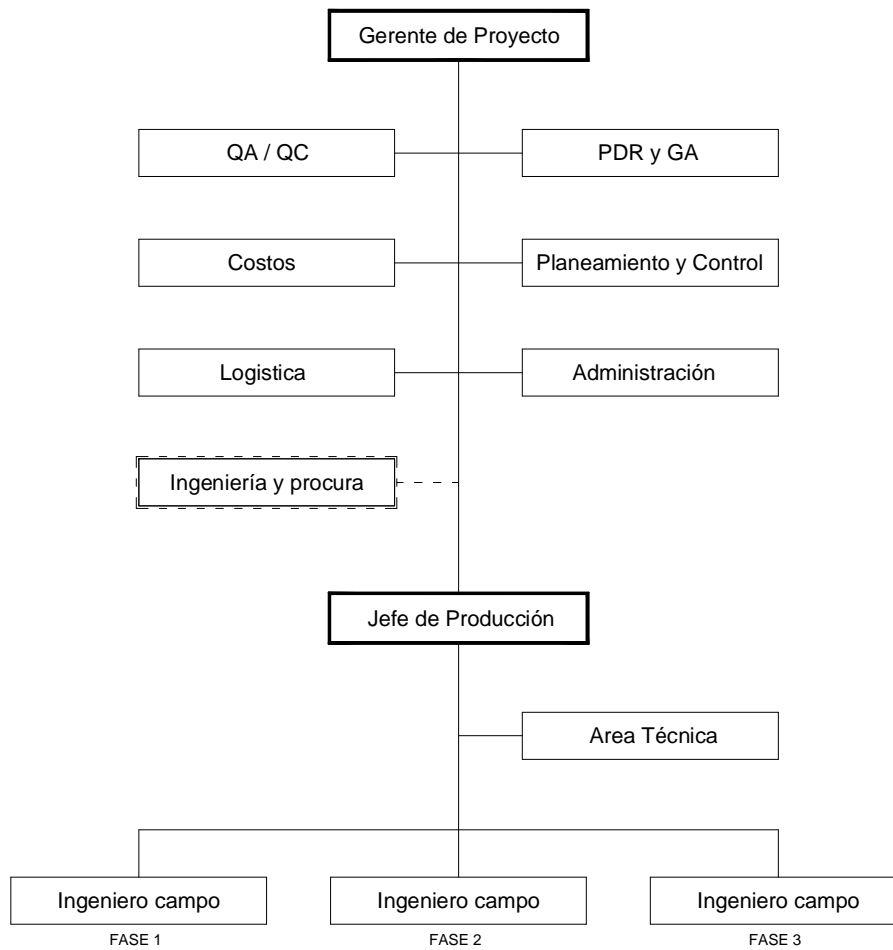 Gerente de Proyecto
QA / QC
PDR y GA
Costos
Planeamiento y Control
Logistica
Administración
Ingeniería y procura
Jefe de Producción
Area Técnica
Ingeniero campo
Ingeniero campo
Ingeniero campo
FASE 1
FASE 2
FASE 3